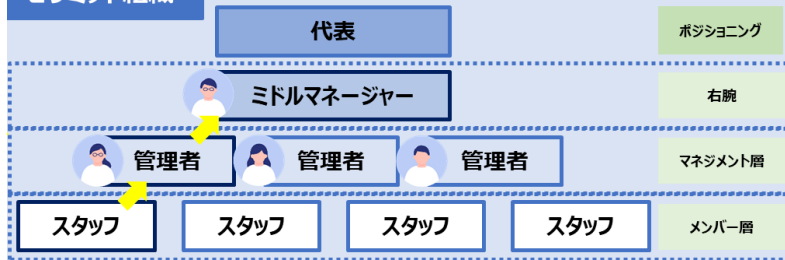 代表
ポジショニング
ミドルマネージャー
右腕
管理者
管理者
管理者
マネジメント層
スタッフ
スタッフ
スタッフ
スタッフ
メンバー層